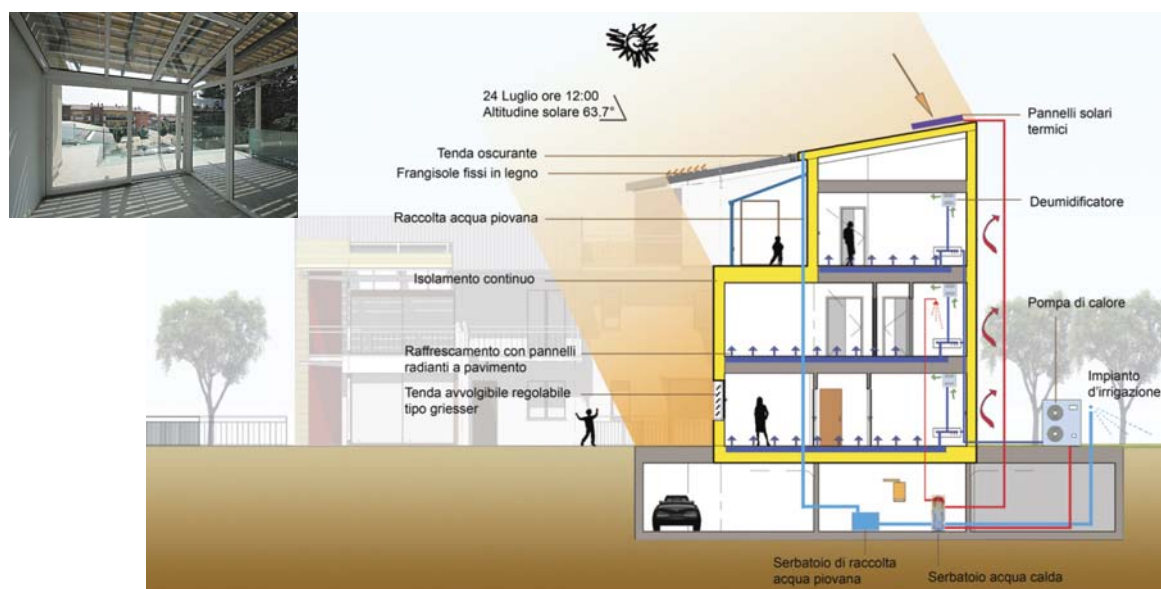 24 Luglio ore 12:00
Altitudine solare 63.7°
Tenda oscurante
Frangisole fissi in legno
Raccolta acqua piovana
Isolamento continuo
Raffrescamento con pannelli
radianti a pavimento
Tenda avvolgibile regolabile
tipo griesser
Pannelli solari
termici
Deumidificatore
Pompa di calore
Impianto
d'irrigazione
Serbatoio di raccolta
acqua piovana
Serbatoio acqua calda